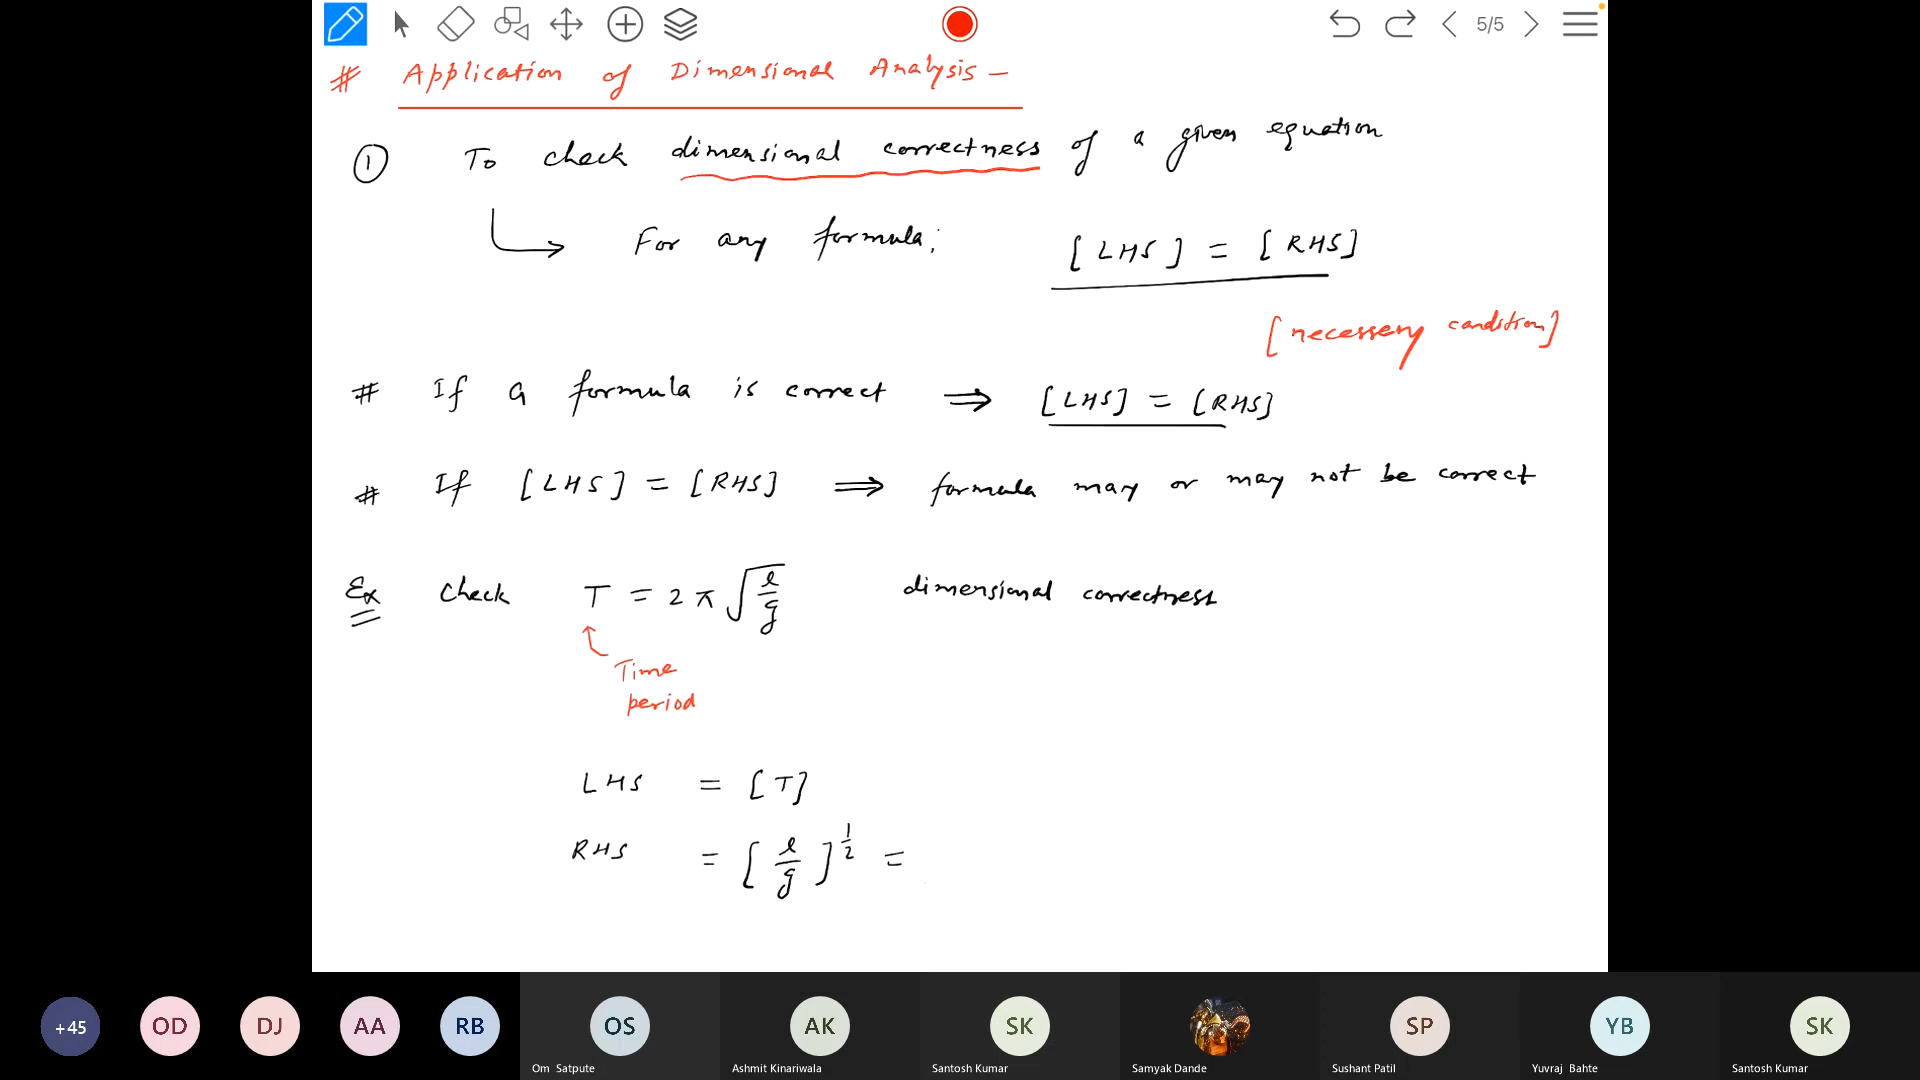 5/5
# Application of Dimensional Analysis -
① To check dimensional correctness of a given equation
For any formula; [LHS] = [RHS]
[necessery condition]
# If a formula is correct ⟹ [LHS] = [RHS]
# If [LHS] = [RHS] ⟹ formula may or may not be correct
Ex check T = 2π√(l/g) dimensional correctness
Time
period
LHS = [T]
RHS = [l/g]^1/2 =
+45 OD DJ AA RB OS AK SK SP YB SK
Om Satpute Ashmit Kinariwala Santosh Kumar Samyak Dande Sushant Patil Yuvraj Bahte Santosh Kumar